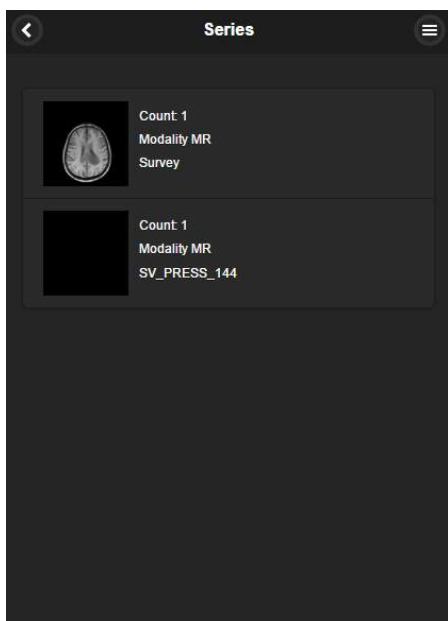 Series
Count: 1
Modality MR
Survey
Count: 1
Modality MR
SV_PRESS_144